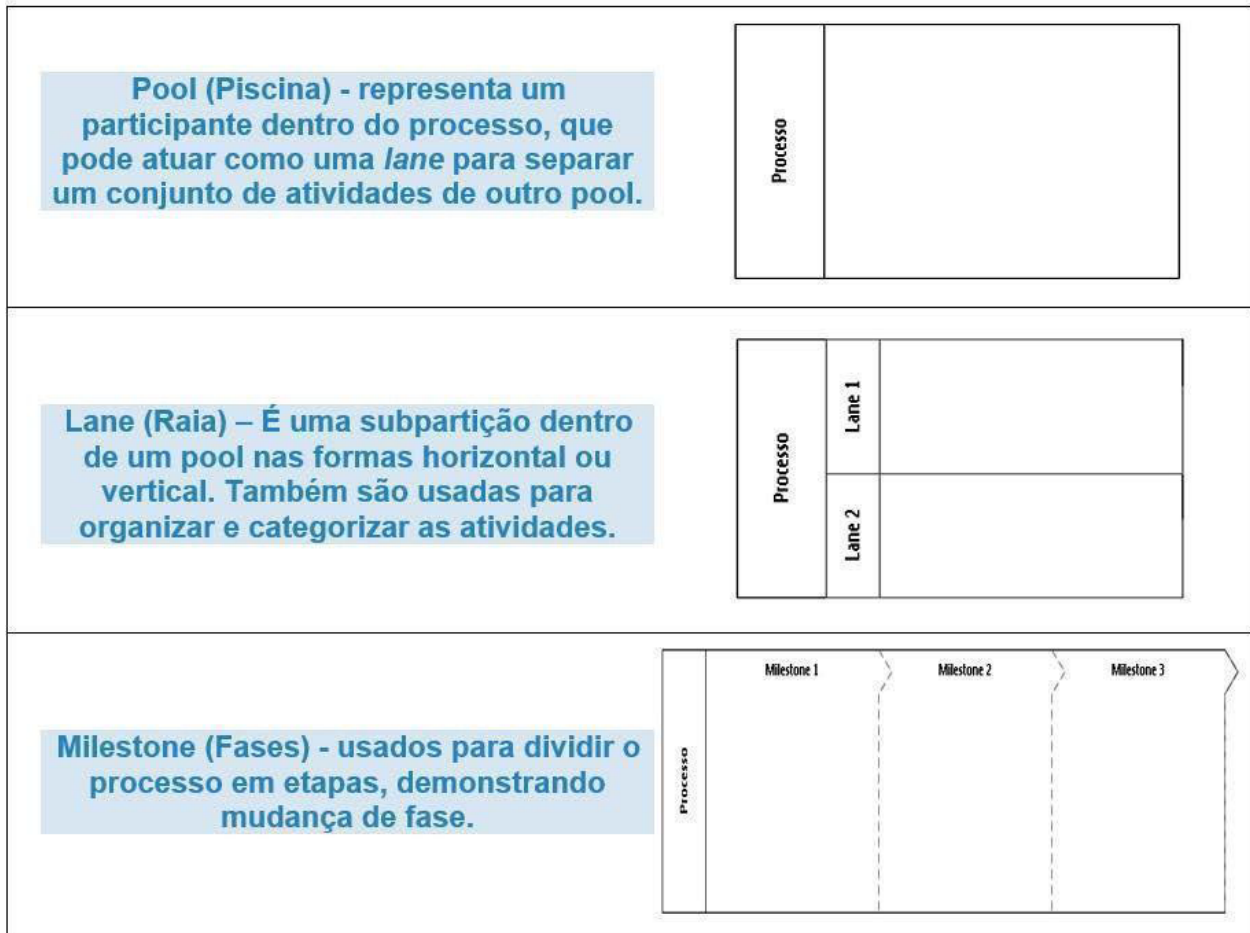 Pool (Piscina) - representa um
participante dentro do processo, que
pode atuar como uma lane para separar
um conjunto de atividades de outro pool.
Processo
Lane (Raia) – É uma subpartição dentro
de um pool nas formas horizontal ou
vertical. Também são usadas para
organizar e categorizar as atividades.
Processo
Lane 1
Lane 2
Milestone (Fases) - usados para dividir o
processo em etapas, demonstrando
mudança de fase.
Processo
Milestone 1
Milestone 2
Milestone 3